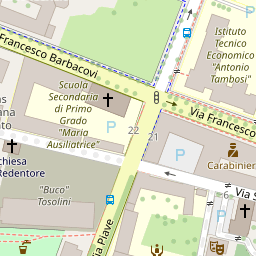 Francesco Barbacovi
Istituto
Tecnico
Economico
"Antonio
Tambosi"
Scuola
Secondaria
di Primo
Grado
"Maria
Ausiliatrice"
P
22
21
Via Francesco
P
Carabinieri
chiesa
Redentore
"Buco"
Tosolini
Via S
P
Via Piave